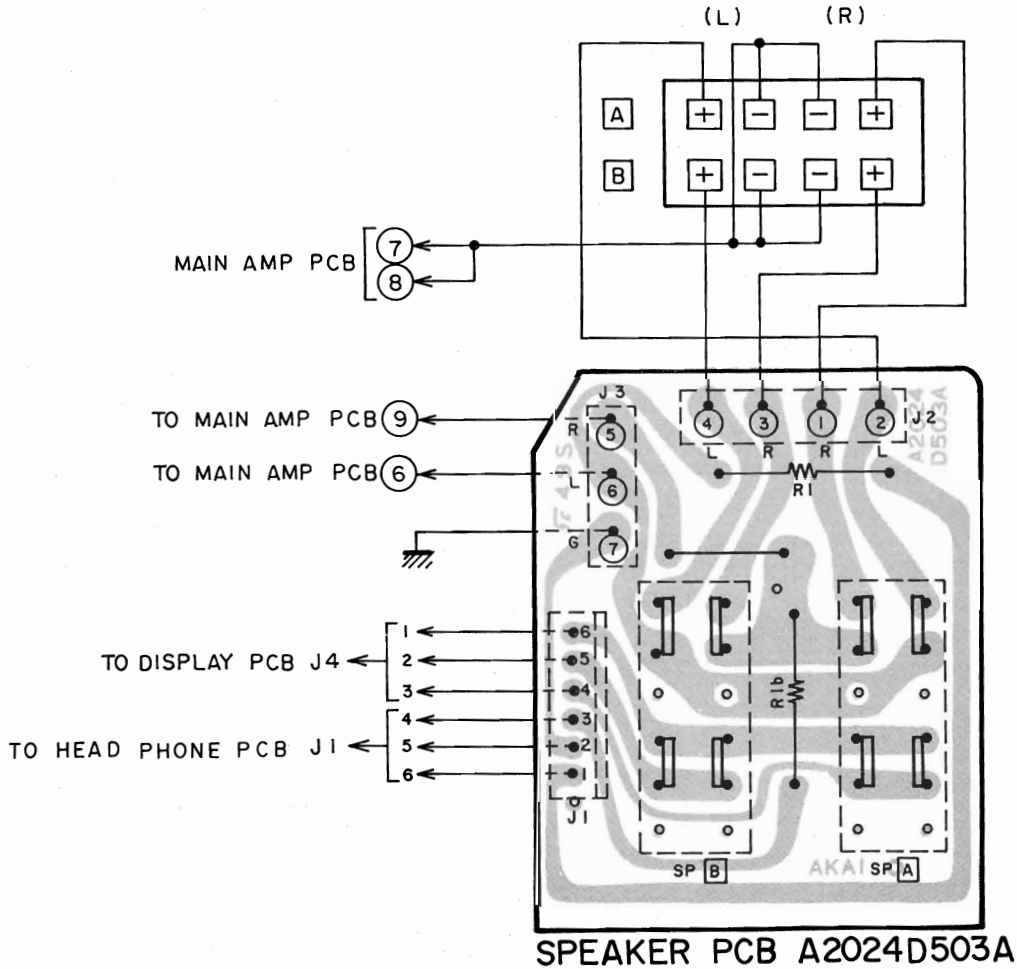 (L) (R)
A + − − +
B + − − +
MAIN AMP PCB 7
8
J3
4 3 1 2 J2
L R R L
A2024
D503A
TO MAIN AMP PCB 9 R 5
TO MAIN AMP PCB 6 L 6
G 7
R1
TO DISPLAY PCB J4
1 6
2 5
3 4
TO HEAD PHONE PCB J1
4 3
5 2
6 1
J1
R1b
SP B
AKAI
SP A
SPEAKER PCB A2024D503A